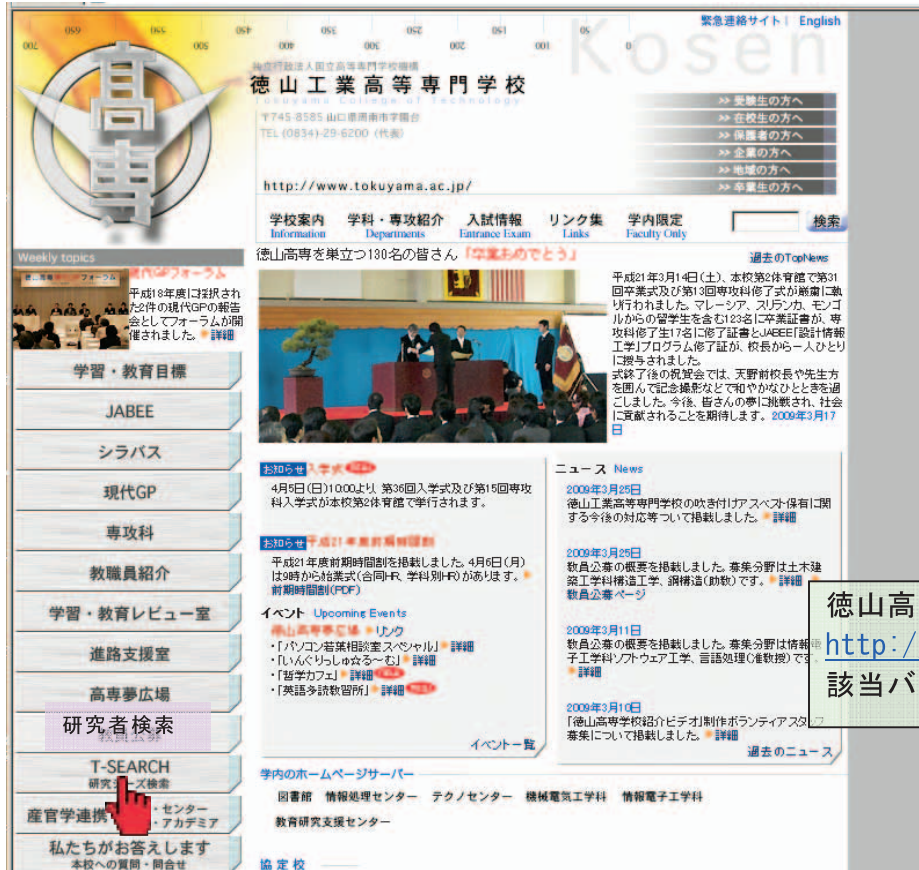 緊急連絡サイト| English
Kosen
独立行政法人国立高等専門学校機構
徳山工業高等専門学校
Tokuyama College of Technology
〒745-8585 山口県周南市学園台
TEL (0834)-29-6200 (代表)
http://www.tokuyama.ac.jp/
>> 受験生の方へ
>> 在校生の方へ
>> 保護者の方へ
>> 企業の方へ
>> 地域の方へ
>> 卒業生の方へ
高専
学校案内 学科・専攻紹介 入試情報 リンク集 学内限定 検索
Information Departments Entrance Exam Links Faculty Only
Weekly topics
現代GPフォーラム
平成18年度に採択され
た2件の現代GPの報告
会としてフォーラムが開
催されました。 詳細
学習・教育目標
JABEE
シラバス
現代GP
専攻科
教職員紹介
学習・教育レビュー室
進路支援室
高専夢広場
研究者検索
T-SEARCH
研究シーズ検索
産官学連携 ・センター
・アカデミア
私たちがお答えします
本校への質問・問合せ
徳山高専を巣立つ130名の皆さん「卒業おめでとう」
過去のTopNews
平成21年3月14日(土)、本校第2体育館で第31
回卒業式及び第13回専攻科修了式が厳粛に執
り行われました。マレーシア、スリランカ、モンゴ
ルからの留学生を含む123名に卒業証書が、専
攻科修了生17名に修了証書とJABEE「設計情報
工学」プログラム修了証が、校長から一人ひとり
に授与されました。
式終了後の祝賀会では、天野前校長や先生方
を囲んで記念撮影などで和やかなひとときを過
ごしました。今後、皆さんの夢に挑戦され、社会
に貢献されることを期待します。2009年3月17
日
お知らせ 入学式
4月5日(日)10:00より、第36回入学式及び第15回専攻
科入学式が本校第2体育館で挙行されます。
お知らせ 平成21年度前期時間割
平成21年度前期時間割を掲載しました。4月6日(月)
は9時から始業式(合同HR、学科別HR)があります。
前期時間割(PDF)
イベント Upcoming Events
徳山高専夢広場 リンク
・「パソコン若葉相談室スペシャル」 詳細
・「いんぐりっしゅる~む」 詳細
・「哲学カフェ」 詳細
・「英語多読教習所」 詳細
イベント一覧
ニュース News
2009年3月25日
徳山工業高等専門学校の吹き付けアスベスト保有に関
する今後の対応等ついて掲載しました。 詳細
2009年3月25日
教員公募の概要を掲載しました。募集分野は土木建
築工学科構造工学、鋼構造(助教)です。 詳細
教員公募ページ
2009年3月11日
教員公募の概要を掲載しました。募集分野は情報電
子工学科ソフトウェア工学、言語処理(准教授)です。
詳細
2009年3月10日
「徳山高専学校紹介ビデオ」制作ボランティアスタッフ
募集について掲載しました。 詳細
過去のニュース
徳山高
http:/
該当バ
学内のホームページサーバー
図書館 情報処理センター テクノセンター 機械電気工学科 情報電子工学科
教育研究支援センター
協定校